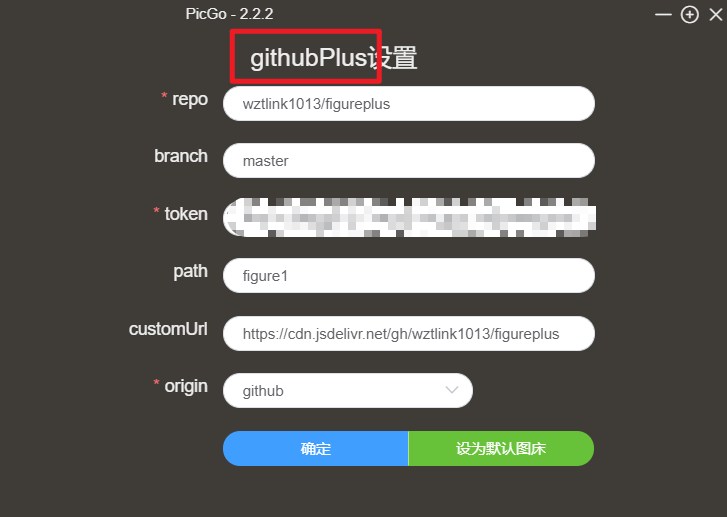 PicGo - 2.2.2
githubPlus设置
* repo
wztlink1013/figureplus
branch
master
* token
path
figure1
customUrl
https://cdn.jsdelivr.net/gh/wztlink1013/figureplus
* origin
github
确定
设为默认图床